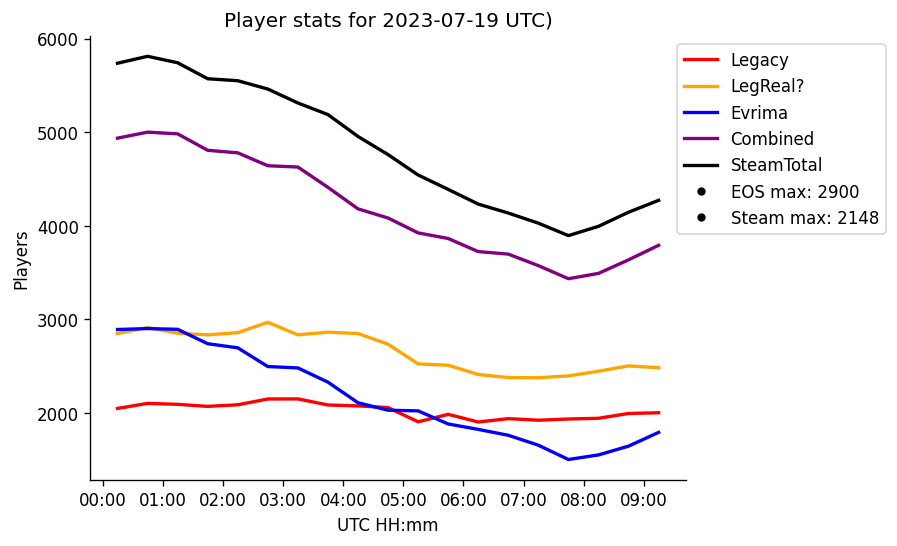 Player stats for 2023-07-19 UTC)
6000
5000
4000
3000
2000
Players
00:00 01:00 02:00 03:00 04:00 05:00 06:00 07:00 08:00 09:00
UTC HH:mm
Legacy
LegReal?
Evrima
Combined
SteamTotal
EOS max: 2900
Steam max: 2148